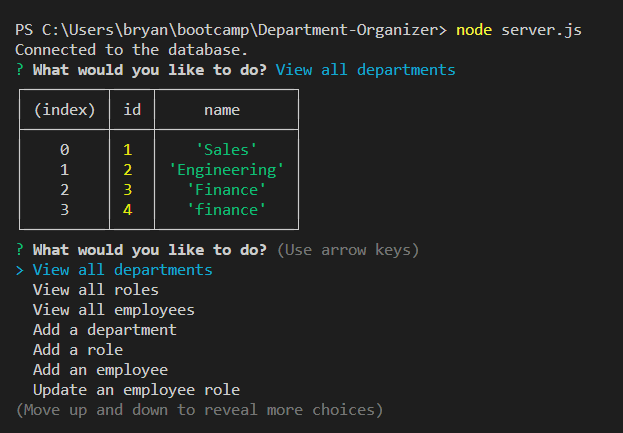 PS C:\Users\bryan\bootcamp\Department-Organizer> node server.js
Connected to the database.
? What would you like to do? View all departments
(index) id name
0 1 'Sales'
1 2 'Engineering'
2 3 'Finance'
3 4 'finance'
? What would you like to do? (Use arrow keys)
> View all departments
View all roles
View all employees
Add a department
Add a role
Add an employee
Update an employee role
(Move up and down to reveal more choices)